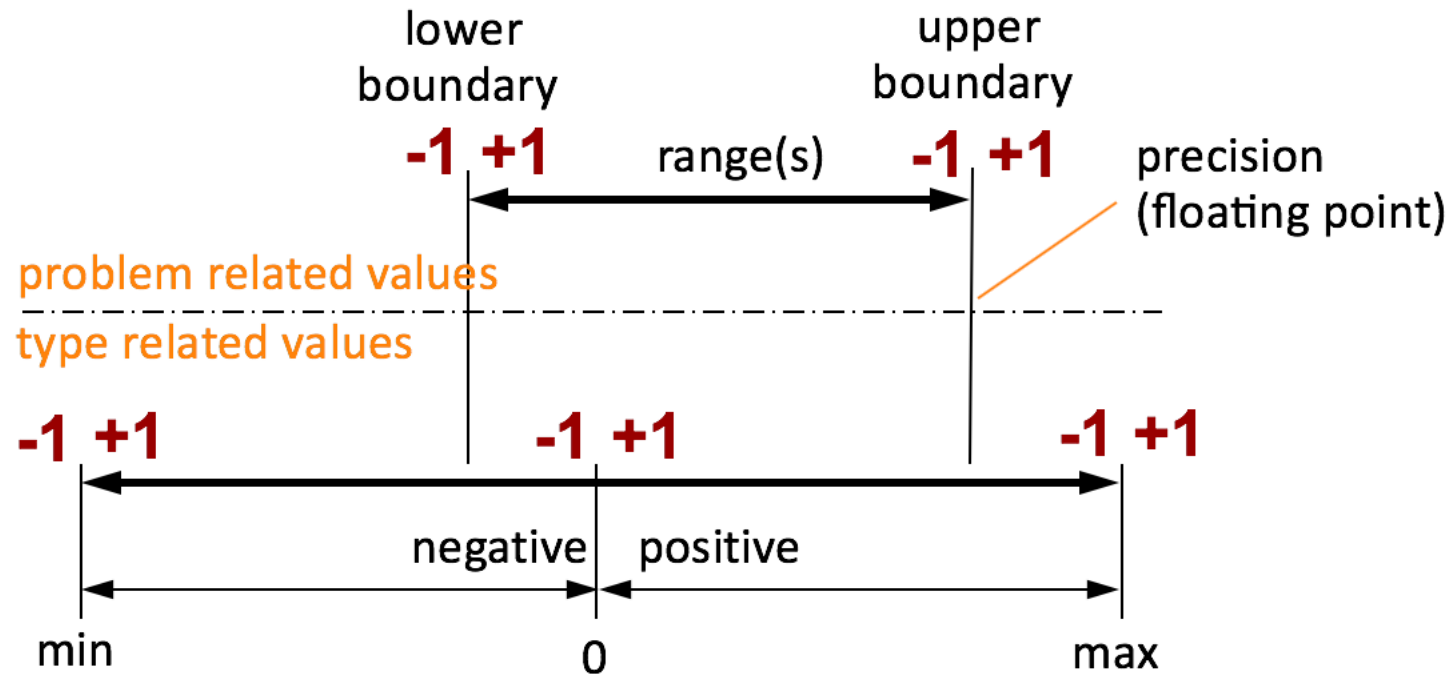 lower
boundary
upper
boundary
-1 +1
range(s)
-1 +1
precision
(floating point)
problem related values
type related values
-1 +1
-1 +1
-1 +1
negative
positive
min
0
max